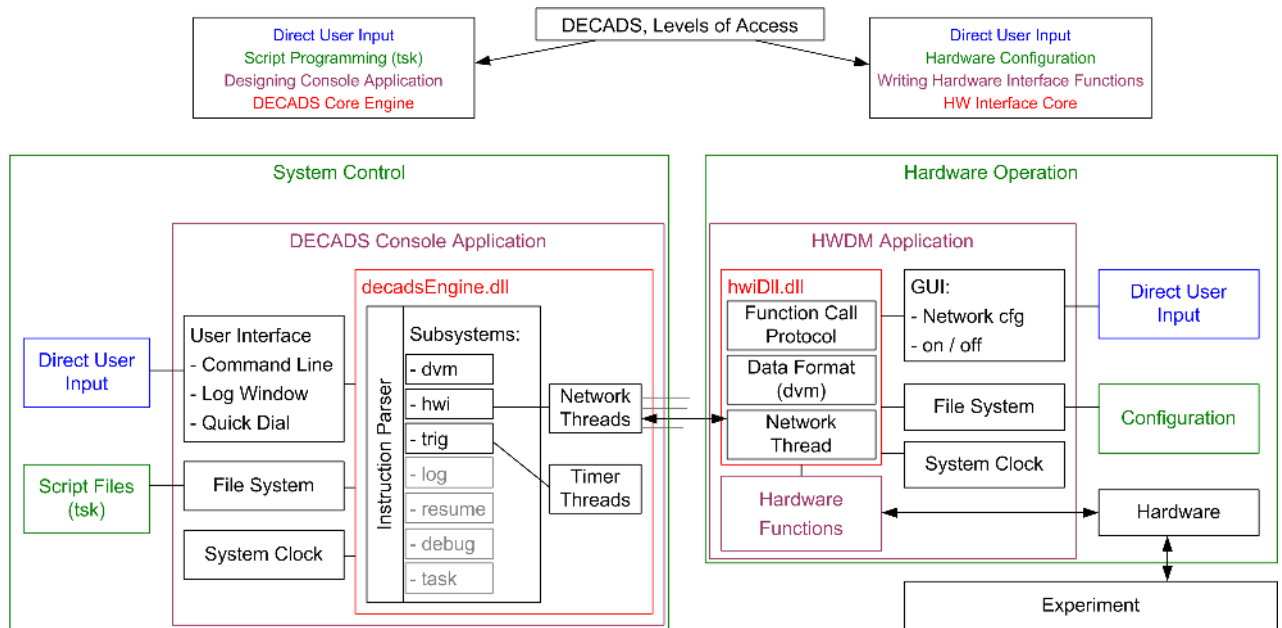 DECADS, Levels of Access
Direct User Input
Script Programming (tsk)
Designing Console Application
DECADS Core Engine
Direct User Input
Hardware Configuration
Writing Hardware Interface Functions
HW Interface Core
System Control
DECADS Console Application
decadsEngine.dll
Direct User
Input
Script Files
(tsk)
User Interface
- Command Line
- Log Window
- Quick Dial
File System
System Clock
Instruction Parser
Subsystems:
- dvm
- hwi
- trig
- log
- resume
- debug
- task
Network
Threads
Timer
Threads
Hardware Operation
HWDM Application
hwiDll.dll
Function Call
Protocol
Data Format
(dvm)
Network
Thread
Hardware
Functions
GUI:
- Network cfg
- on / off
File System
System Clock
Direct User
Input
Configuration
Hardware
Experiment